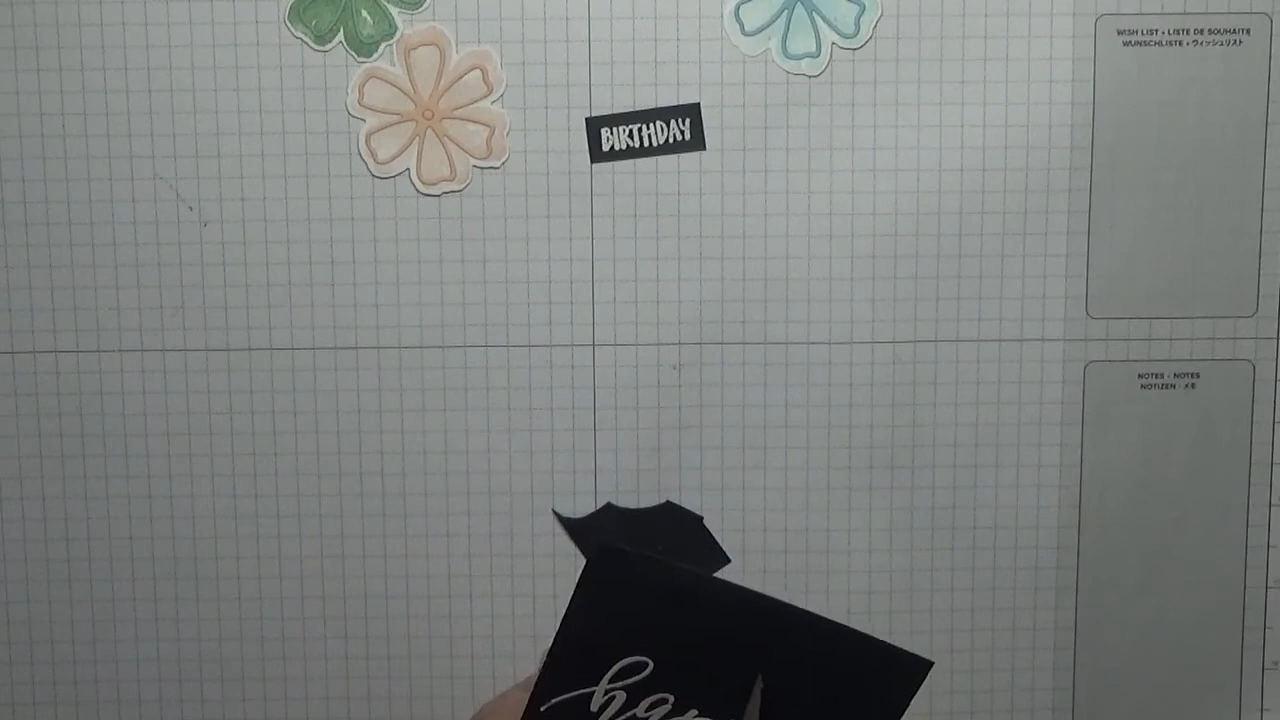 WISH LIST • LISTE DE SOUHAITS
WUNSCHLISTE • ウィッシュリスト
BIRTHDAY
NOTES • NOTES
NOTIZEN • メモ